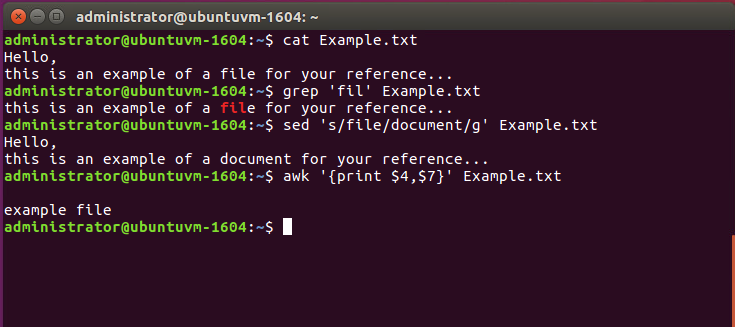 administrator@ubuntuvm-1604: ~
administrator@ubuntuvm-1604:~$ cat Example.txt
Hello,
this is an example of a file for your reference...
administrator@ubuntuvm-1604:~$ grep 'fil' Example.txt
this is an example of a file for your reference...
administrator@ubuntuvm-1604:~$ sed 's/file/document/g' Example.txt
Hello,
this is an example of a document for your reference...
administrator@ubuntuvm-1604:~$ awk '{print $4,$7}' Example.txt

example file
administrator@ubuntuvm-1604:~$